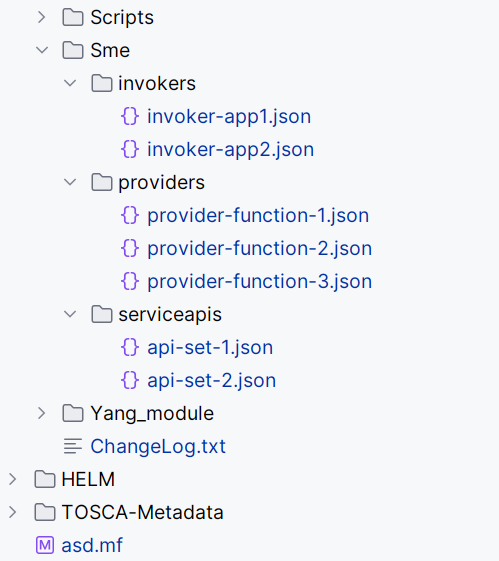 Scripts
Sme
invokers
invoker-app1.json
invoker-app2.json
providers
provider-function-1.json
provider-function-2.json
provider-function-3.json
serviceapis
api-set-1.json
api-set-2.json
Yang_module
ChangeLog.txt
HELM
TOSCA-Metadata
asd.mf